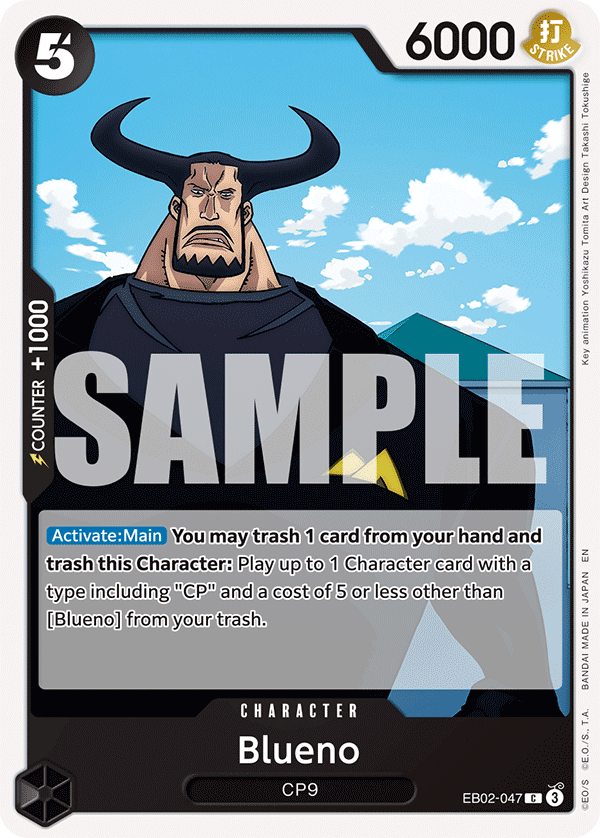 5
6000
打
STRIKE
Key animation Yoshikazu Tomita Art Design Takashi Tokushige
COUNTER +1000
SAMPLE
Activate:Main You may trash 1 card from your hand and
trash this Character: Play up to 1 Character card with a
type including "CP" and a cost of 5 or less other than
[Blueno] from your trash.
CHARACTER
Blueno
CP9
EB02-047 C 3
©EO/S ©E.O./S., T.A. BANDAI MADE IN JAPAN EN